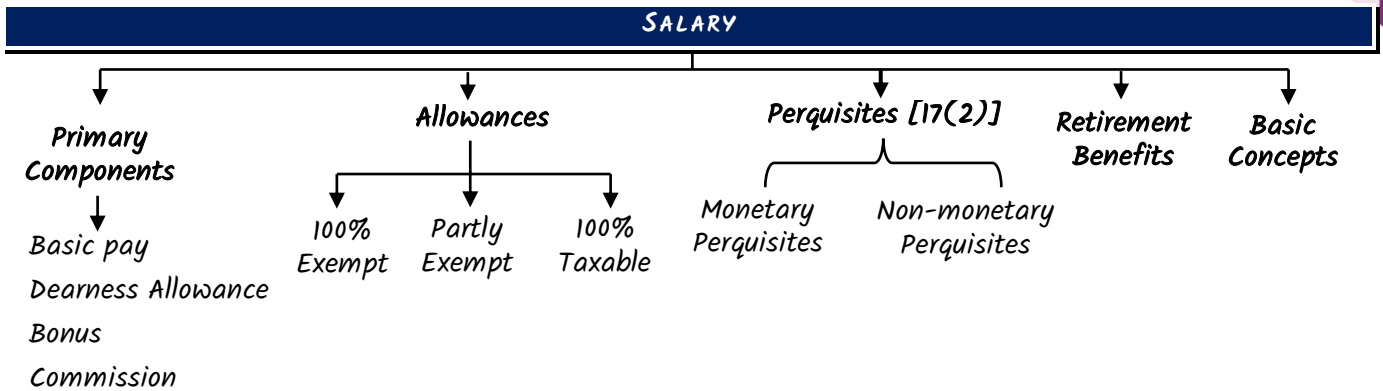 SALARY
Primary
Components
Basic pay
Dearness Allowance
Bonus
Commission
Allowances
100%
Exempt
Partly
Exempt
100%
Taxable
Perquisites [17(2)]
Monetary
Perquisites
Non-monetary
Perquisites
Retirement
Benefits
Basic
Concepts